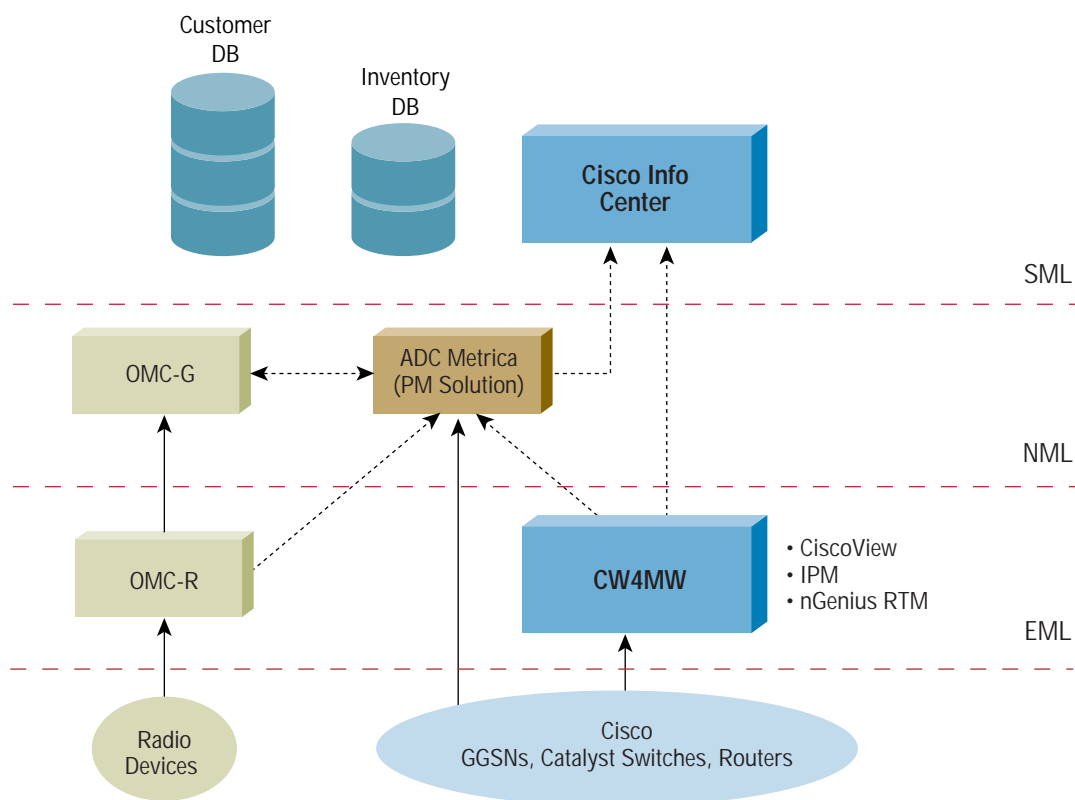 Customer
DB
Inventory
DB
Cisco Info
Center
SML
OMC-G
ADC Metrica
(PM Solution)
NML
OMC-R
CW4MW
• CiscoView
• IPM
• nGenius RTM
EML
Radio
Devices
Cisco
GGSNs, Catalyst Switches, Routers